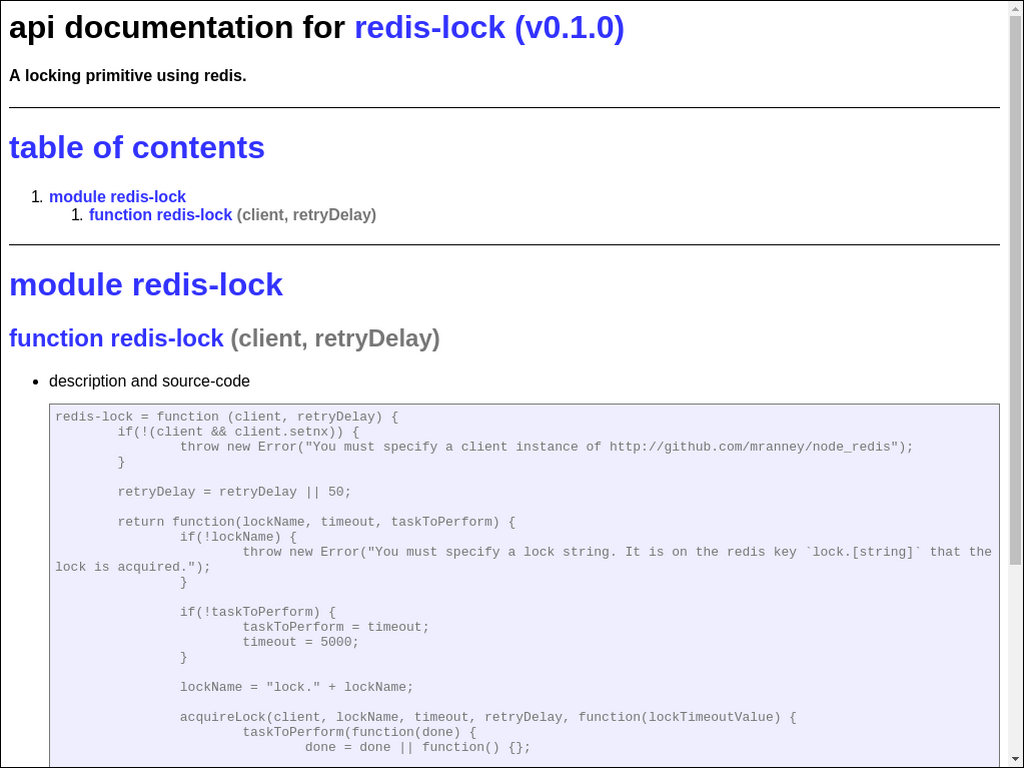 api documentation for redis-lock (v0.1.0)
A locking primitive using redis.
table of contents
1. module redis-lock
1. function redis-lock (client, retryDelay)
module redis-lock
function redis-lock (client, retryDelay)
• description and source-code
redis-lock = function (client, retryDelay) {
        if(!(client && client.setnx)) {
                throw new Error("You must specify a client instance of http://github.com/mranney/node_redis");
        }
        retryDelay = retryDelay || 50;
        return function(lockName, timeout, taskToPerform) {
                if(!lockName) {
                        throw new Error("You must specify a lock string. It is on the redis key `lock.[string]` that the
lock is acquired.");
                }
                if(!taskToPerform) {
                        taskToPerform = timeout;
                        timeout = 5000;
                }
                lockName = "lock." + lockName;
                acquireLock(client, lockName, timeout, retryDelay, function(lockTimeoutValue) {
                        taskToPerform(function(done) {
                                done = done || function() {};